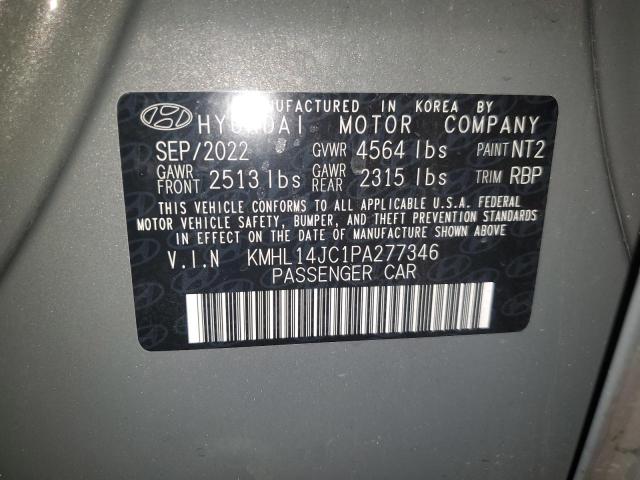 MANUFACTURED IN KOREA BY
HYUNDAI MOTOR COMPANY
SEP/2022 GVWR 4564 lbs PAINT NT2
GAWR FRONT 2513 lbs GAWR REAR 2315 lbs TRIM RBP
THIS VEHICLE CONFORMS TO ALL APPLICABLE U.S.A. FEDERAL
MOTOR VEHICLE SAFETY, BUMPER, AND THEFT PREVENTION STANDARDS
IN EFFECT ON THE DATE OF MANUFACTURE SHOWN ABOVE
V.I.N KMHL14JC1PA277346
PASSENGER CAR